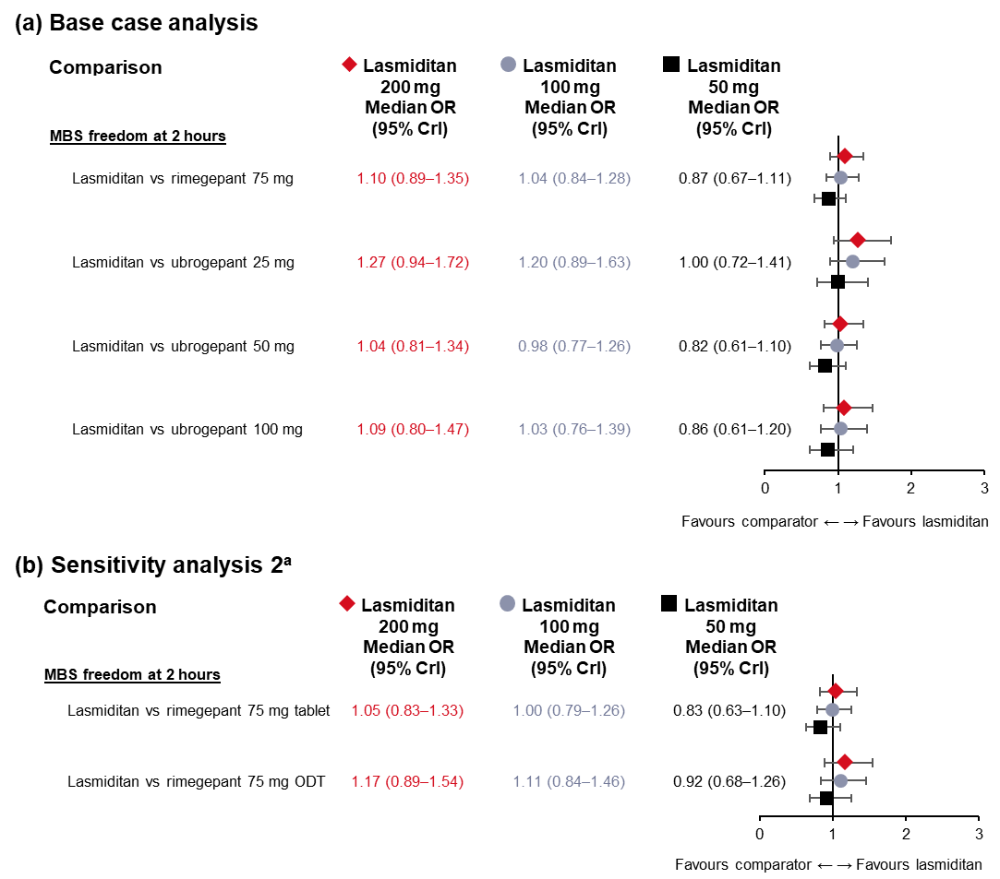 (a) Base case analysis
Comparison
Lasmiditan
200 mg
Median OR
(95% CrI)
Lasmiditan
100 mg
Median OR
(95% CrI)
Lasmiditan
50 mg
Median OR
(95% CrI)
MBS freedom at 2 hours
Lasmiditan vs rimegepant 75 mg 1.10 (0.89–1.35) 1.04 (0.84–1.28) 0.87 (0.67–1.11)
Lasmiditan vs ubrogepant 25 mg 1.27 (0.94–1.72) 1.20 (0.89–1.63) 1.00 (0.72–1.41)
Lasmiditan vs ubrogepant 50 mg 1.04 (0.81–1.34) 0.98 (0.77–1.26) 0.82 (0.61–1.10)
Lasmiditan vs ubrogepant 100 mg 1.09 (0.80–1.47) 1.03 (0.76–1.39) 0.86 (0.61–1.20)
0 1 2 3
Favours comparator ←→ Favours lasmiditan
(b) Sensitivity analysis 2ª
Comparison
Lasmiditan
200 mg
Median OR
(95% CrI)
Lasmiditan
100 mg
Median OR
(95% CrI)
Lasmiditan
50 mg
Median OR
(95% CrI)
MBS freedom at 2 hours
Lasmiditan vs rimegepant 75 mg tablet 1.05 (0.83–1.33) 1.00 (0.79–1.26) 0.83 (0.63–1.10)
Lasmiditan vs rimegepant 75 mg ODT 1.17 (0.89–1.54) 1.11 (0.84–1.46) 0.92 (0.68–1.26)
0 1 2 3
Favours comparator ←→ Favours lasmiditan